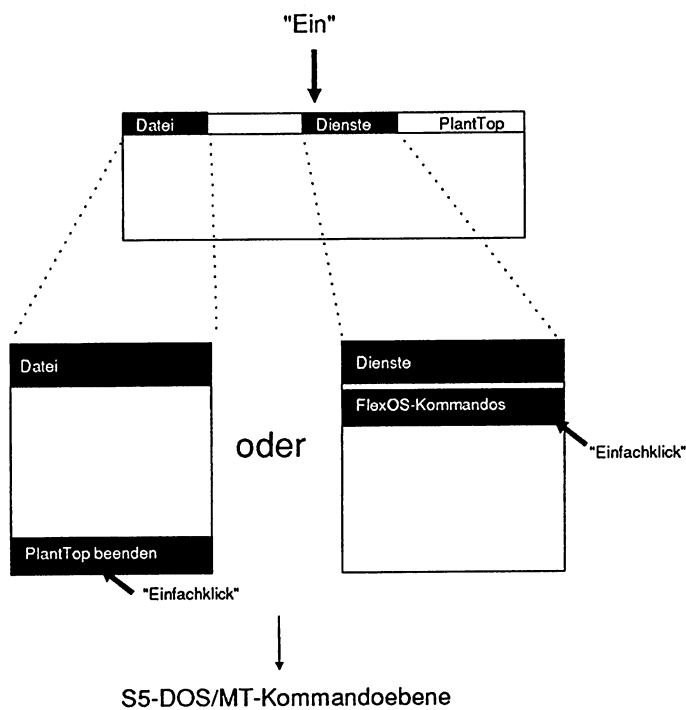 "Ein"
Datei Dienste PlantTop
Datei
Dienste
FlexOS-Kommandos
oder
"Einfachklick"
PlantTop beenden
"Einfachklick"
S5-DOS/MT-Kommandoebene